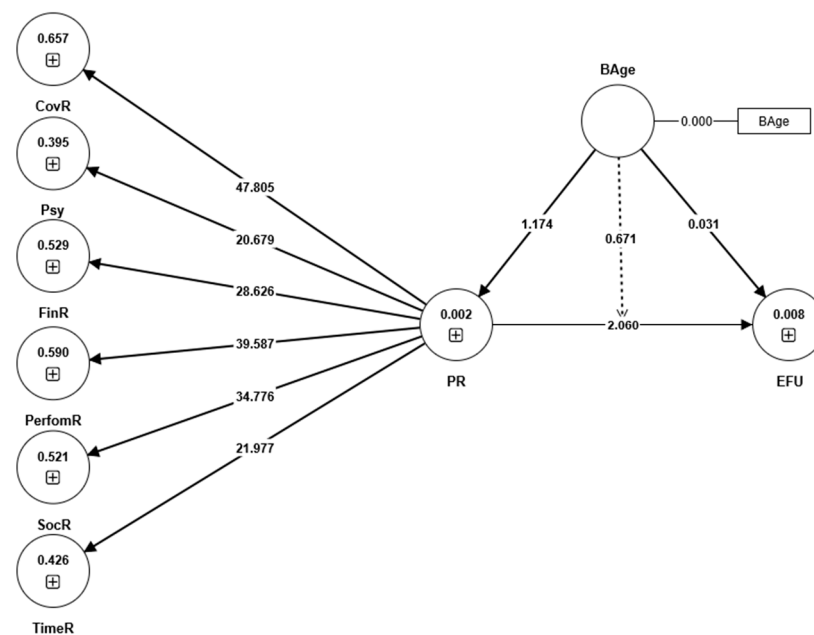 0.657
CovR
0.395
Psy
0.529
FinR
0.590
PerfomR
0.521
SocR
0.426
TimeR
47.805
20.679
28.626
39.587
34.776
21.977
0.002
PR
BAge
0.000
BAge
1.174
0.671
0.031
2.060
0.008
EFU